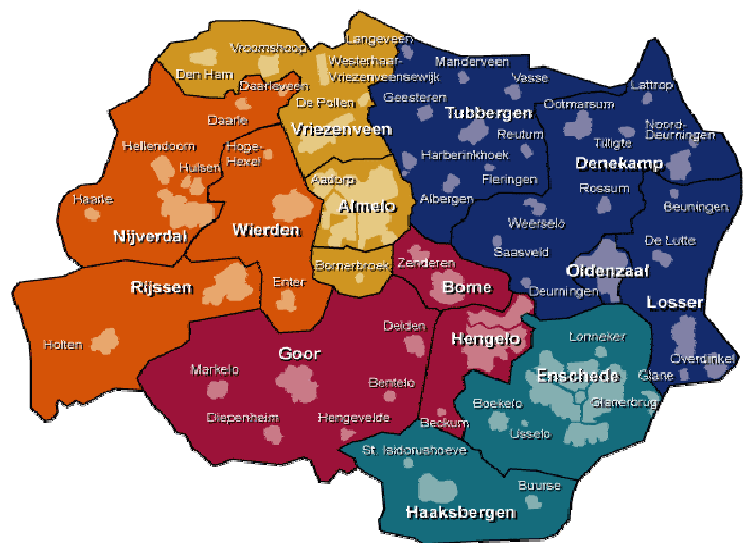 Langeveen
Vroomshoop
Westerhaar-
Vriezenveensewijk
Den Ham
Manderveen
Vasse
Lattrop
Daarleveen
De Pollen
Geesteren
Ootmarsum
Daarle
Vriezenveen
Tubbergen
Noord-
Deurningen
Reutum
Tilligte
Hellendoorn
Hoge-
Hexel
Hulsen
Harbrinkhoek
Denekamp
Aadorp
Fleringen
Rossum
Haarle
Almelo
Albergen
Beuningen
Nijverdal
Wierden
Weerselo
Saasveld
De Lutte
Bornerbroek
Zenderen
Oldenzaal
Rijssen
Enter
Borne
Deurningen
Losser
Holten
Delden
Hengelo
Lonneker
Goor
Overdinkel
Markelo
Bentelo
Enschede
Glane
Boekelo
Glanerbrug
Diepenheim
Hengevelde
Beckum
Usselo
St. Isidorushoeve
Buurse
Haaksbergen